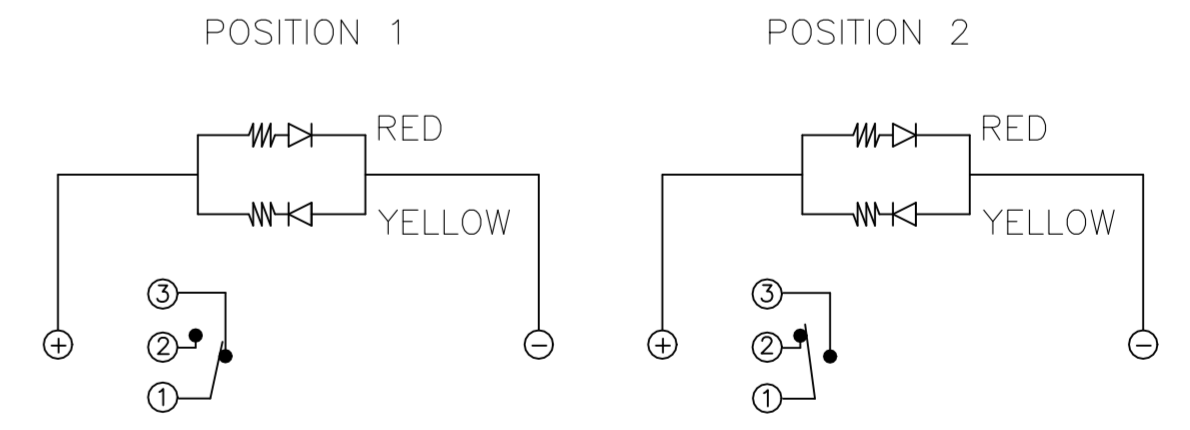 POSITION 1
RED
YELLOW
3
2
1
+
−
POSITION 2
RED
YELLOW
3
2
1
+
−